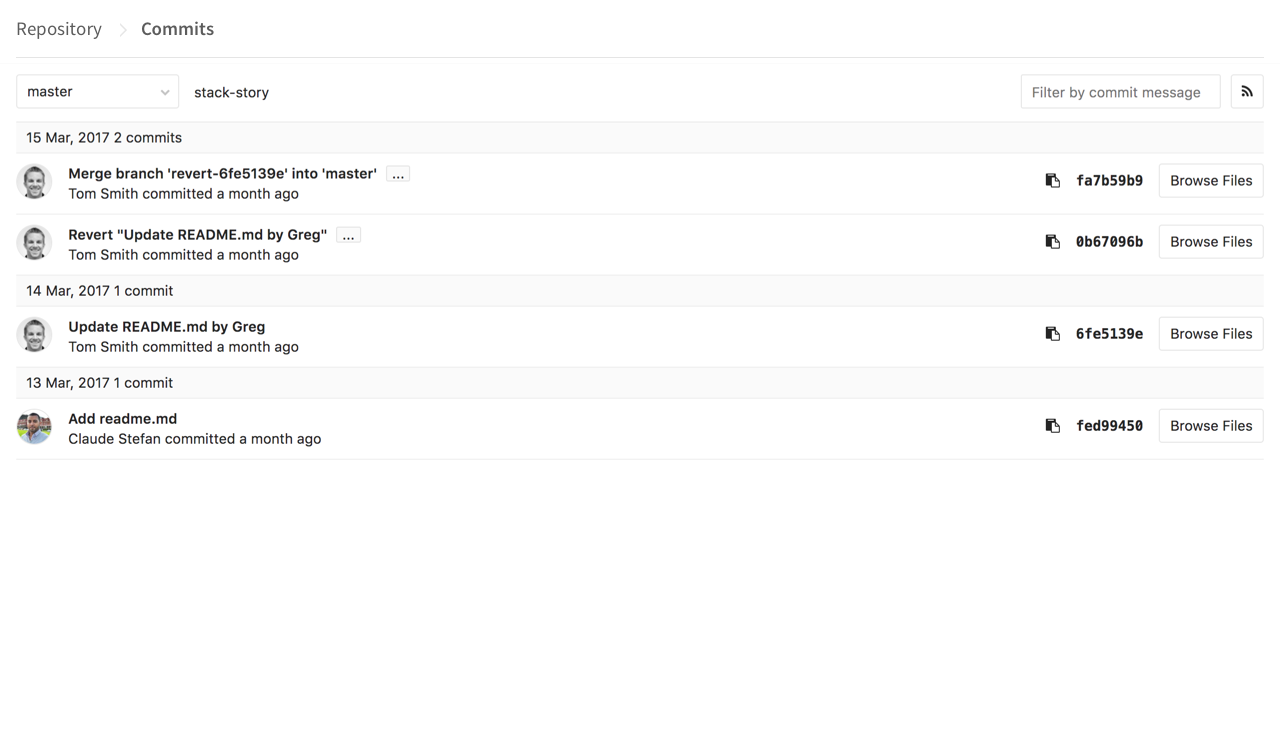 Repository Commits
master stack-story Filter by commit message
15 Mar, 2017 2 commits
Merge branch 'revert-6fe5139e' into 'master' ...
Tom Smith committed a month ago
fa7b59b9 Browse Files
Revert "Update README.md by Greg" ...
Tom Smith committed a month ago
0b67096b Browse Files
14 Mar, 2017 1 commit
Update README.md by Greg
Tom Smith committed a month ago
6fe5139e Browse Files
13 Mar, 2017 1 commit
Add readme.md
Claude Stefan committed a month ago
fed99450 Browse Files